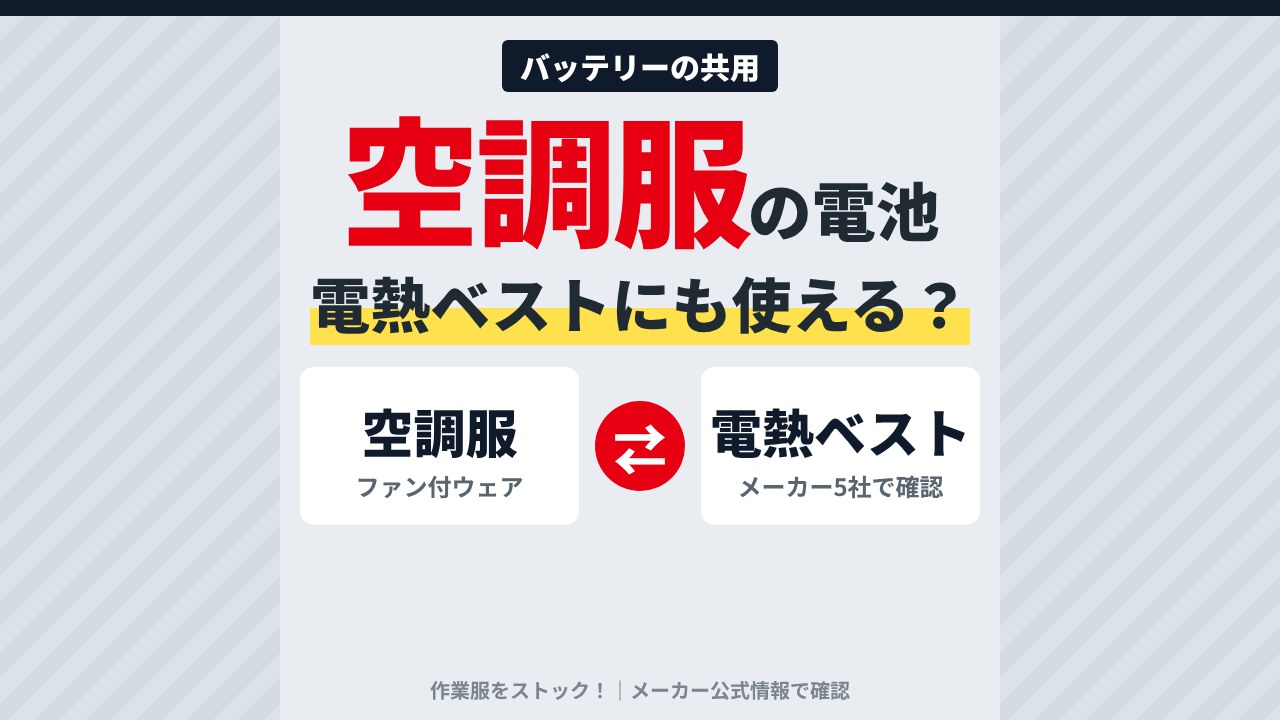 バッテリーの共用
空調服の電池
電熱ベストにも使える？
空調服
ファン付ウェア
電熱ベスト
メーカー5社で確認
作業服をストック！｜メーカー公式情報で確認